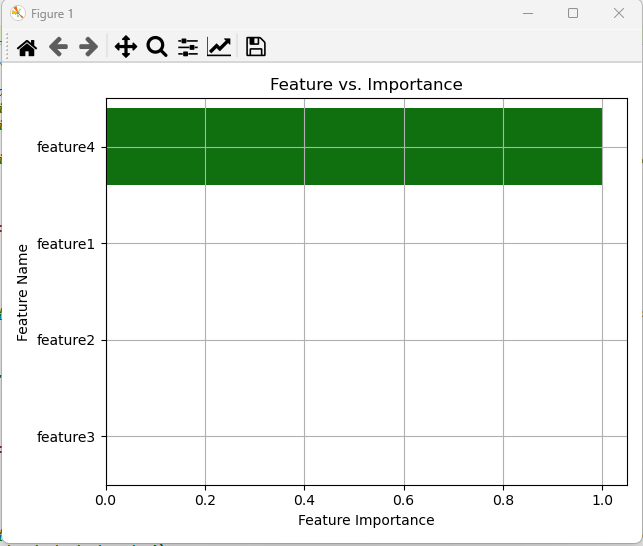 Figure 1
Feature vs. Importance
feature4
feature1
feature2
feature3
Feature Name
0.0 0.2 0.4 0.6 0.8 1.0
Feature Importance